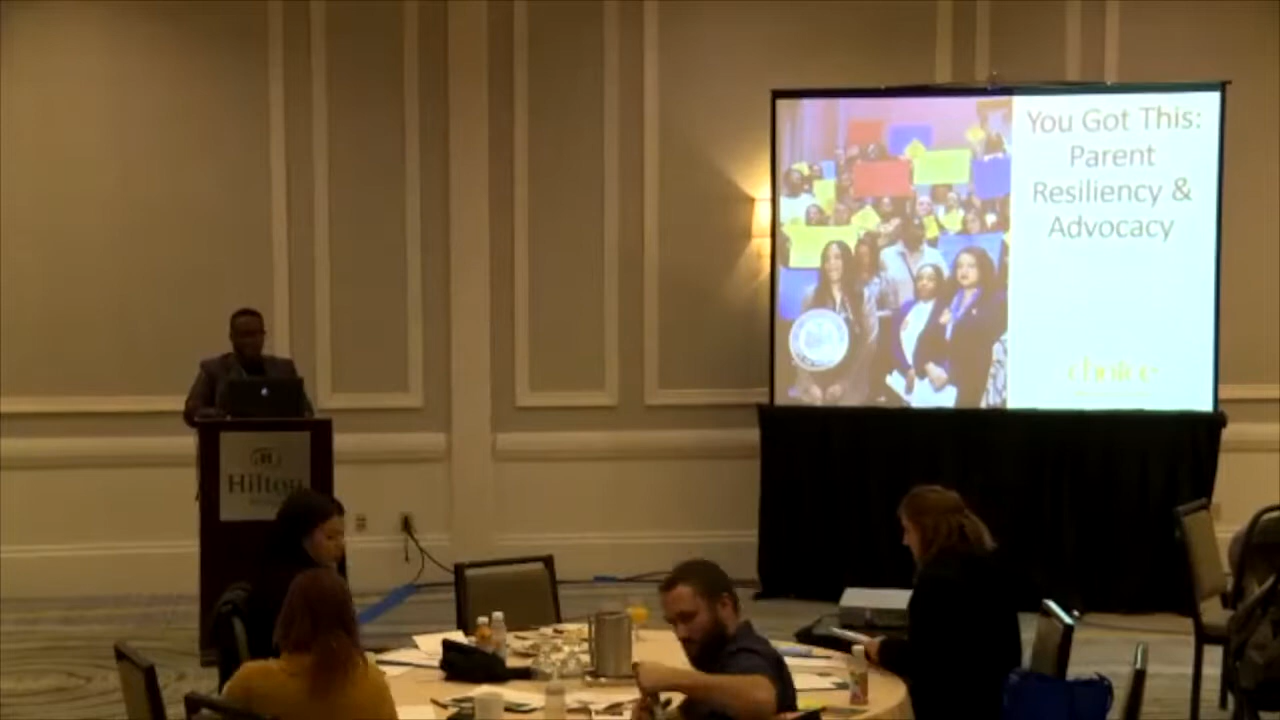 You Got This:
Parent
Resiliency &
Advocacy
choice
Hilton